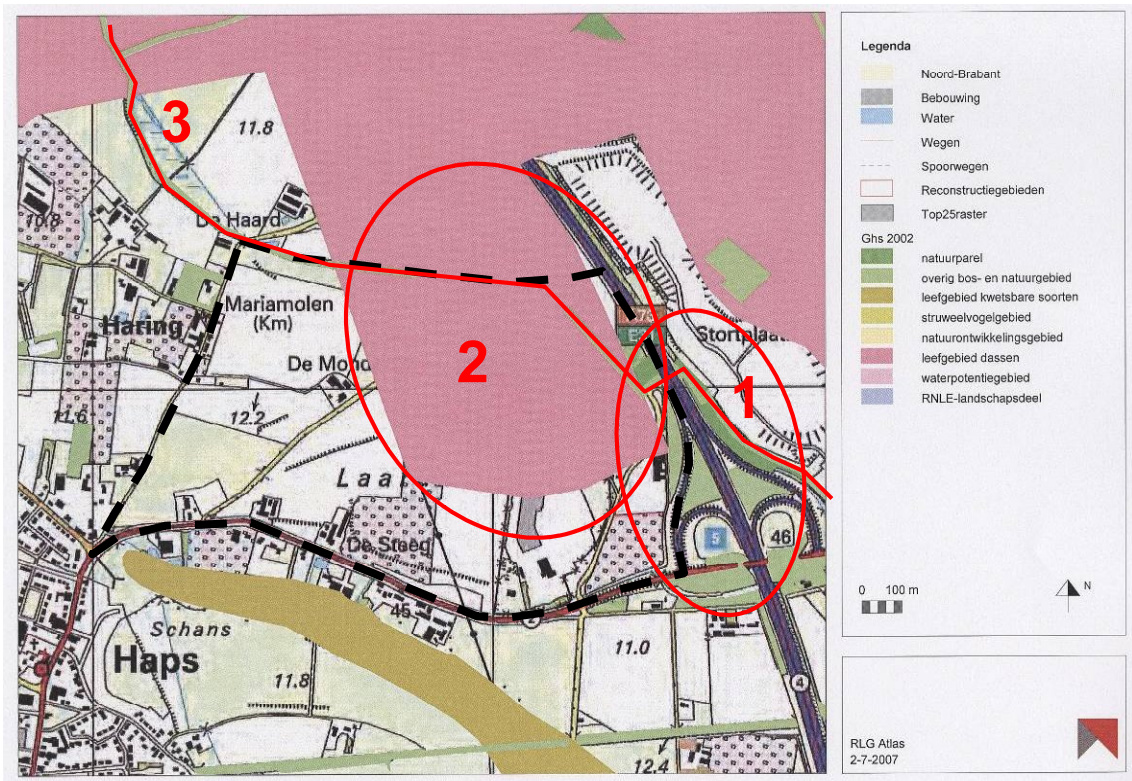 3
11.8
10.8
De Haard
Mariamolen
(Km)
Haring
De Mond
2
Stortplaat
1
11.6
12.2
Laar
De Steeg
5
46
45
2
Schans
Haps
11.0
11.8
4
12.4
Legenda
Noord-Brabant
Bebouwing
Water
Wegen
Spoorwegen
Reconstructiegebieden
Top25raster
Ghs 2002
natuurparel
overig bos- en natuurgebied
leefgebied kwetsbare soorten
struweelvogelgebied
natuurontwikkelingsgebied
leefgebied dassen
waterpotentiegebied
RNLE-landschapsdeel
0 100 m
N
RLG Atlas
2-7-2007